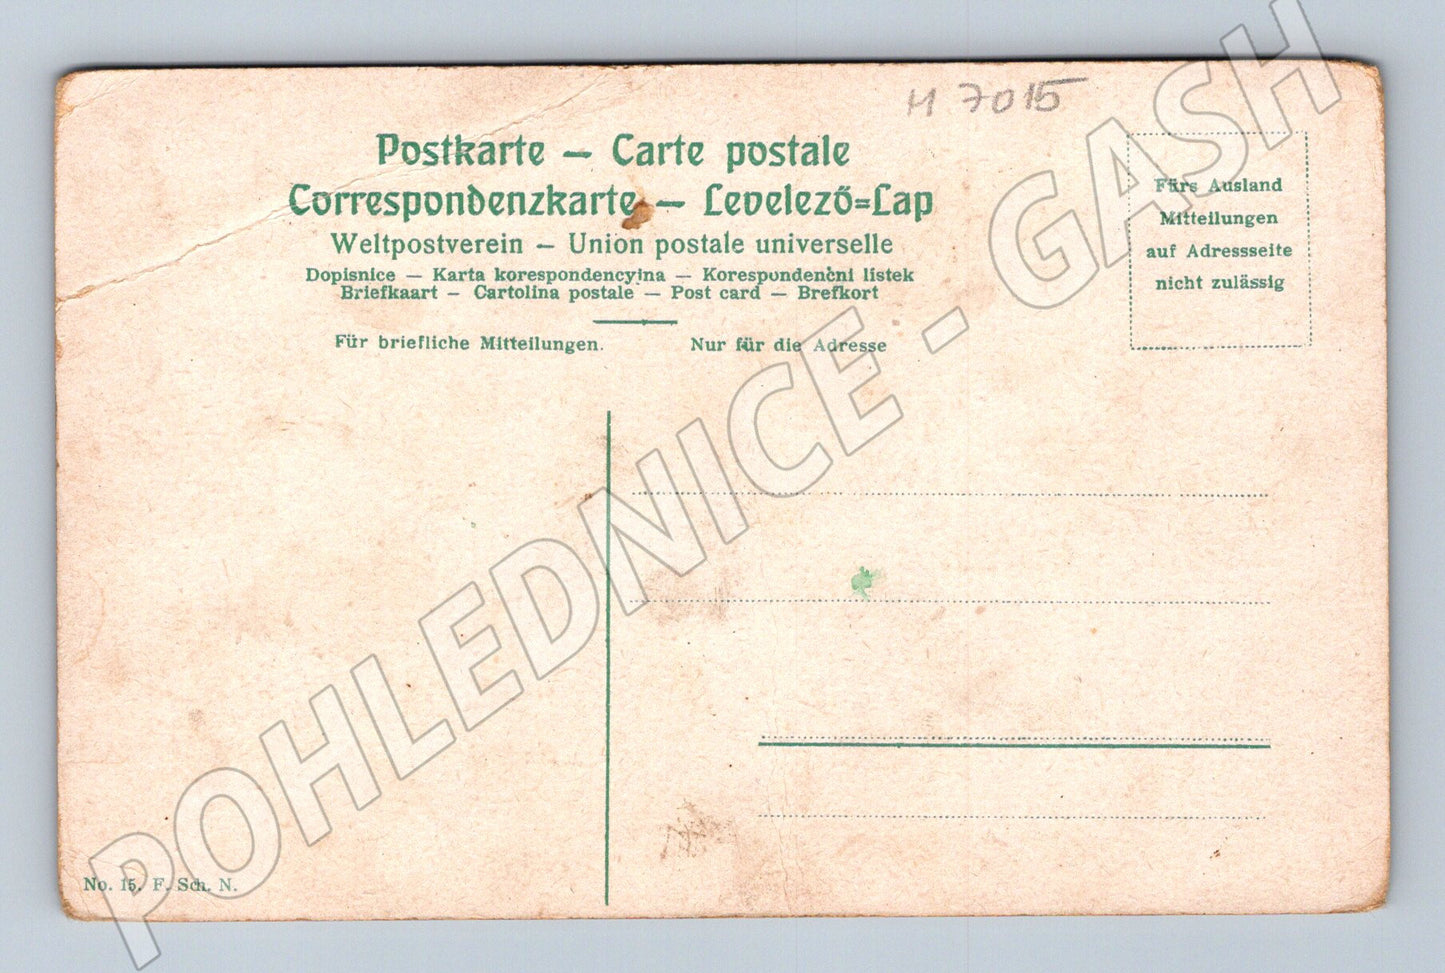 H 7015
Postkarte — Carte postale
Correspondenzkarte — Levelező=Lap
Weltpostverein — Union postale universelle
Dopisnice — Karta korespondencyjna — Korespondenčni listek
Briefkaart — Cartolina postale — Post card — Brefkort
Für briefliche Mitteilungen.
Nur für die Adresse
Fürs Ausland
Mitteilungen
auf Adressseite
nicht zulässig
No. 15. F. Sch. N.
POHLEDNICE - GASH